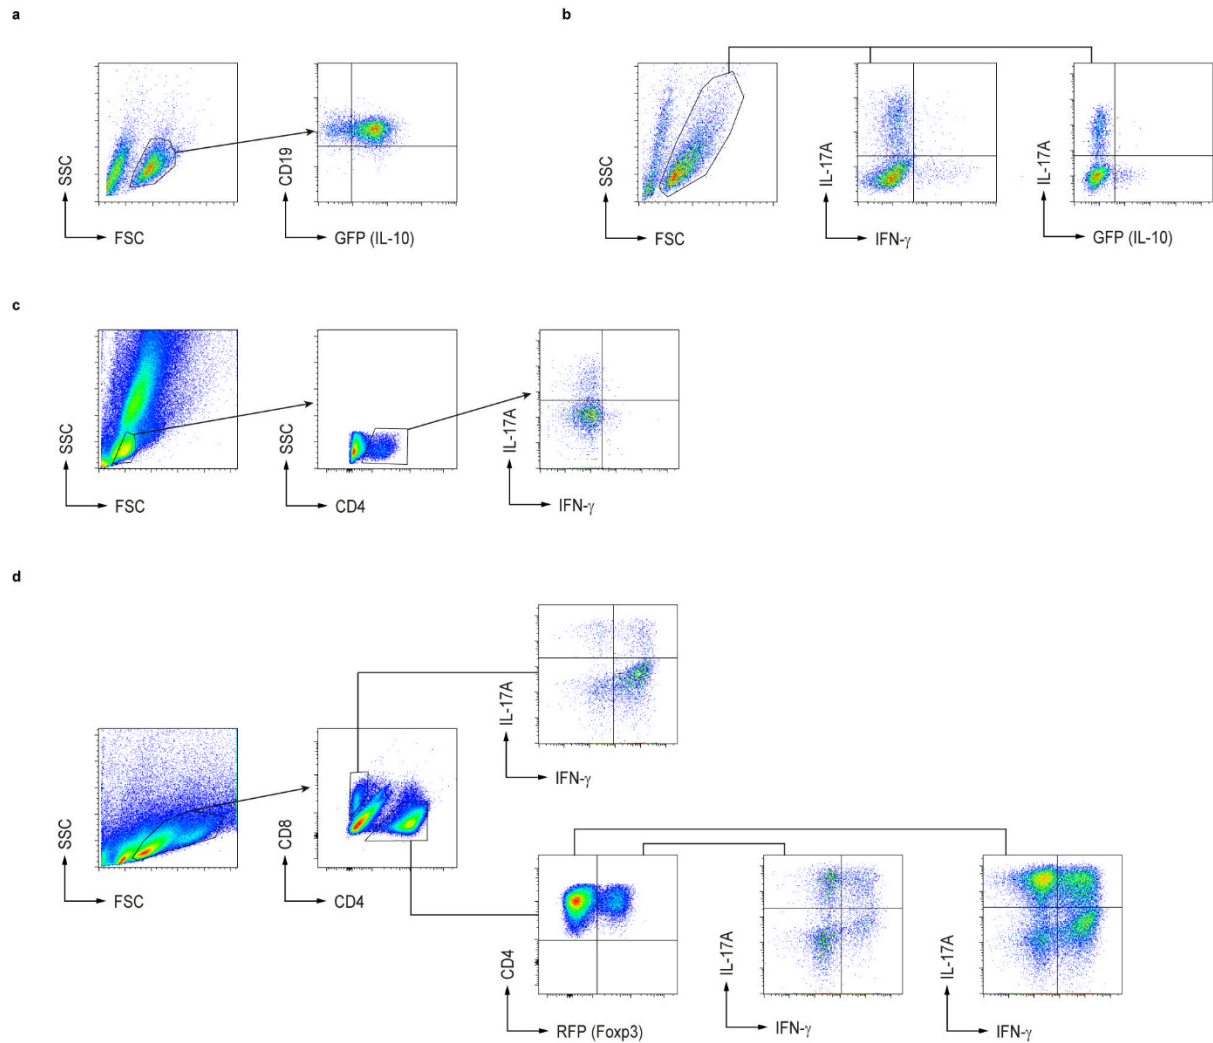 a
SSC
FSC
CD19
GFP (IL-10)
b
SSC
FSC
IL-17A
IFN-γ
IL-17A
GFP (IL-10)
c
SSC
FSC
SSC
CD4
IL-17A
IFN-γ
d
IL-17A
IFN-γ
SSC
FSC
CD8
CD4
CD4
RFP (Foxp3)
IL-17A
IFN-γ
IL-17A
IFN-γ